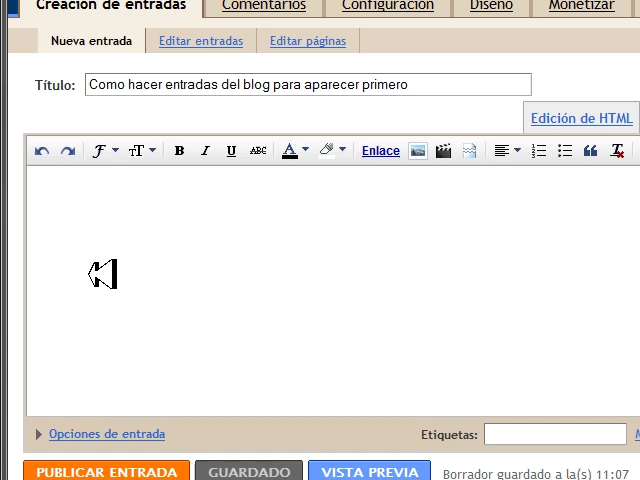 Creación de entradas Comentarios Configuración Diseño Monetizar
Nueva entrada Editar entradas Editar páginas
Título: Como hacer entradas del blog para aparecer primero
Edición de HTML
F TT B I U ABC A Enlace T
Opciones de entrada Etiquetas:
PUBLICAR ENTRADA GUARDADO VISTA PREVIA Borrador guardado a la(s) 11:07